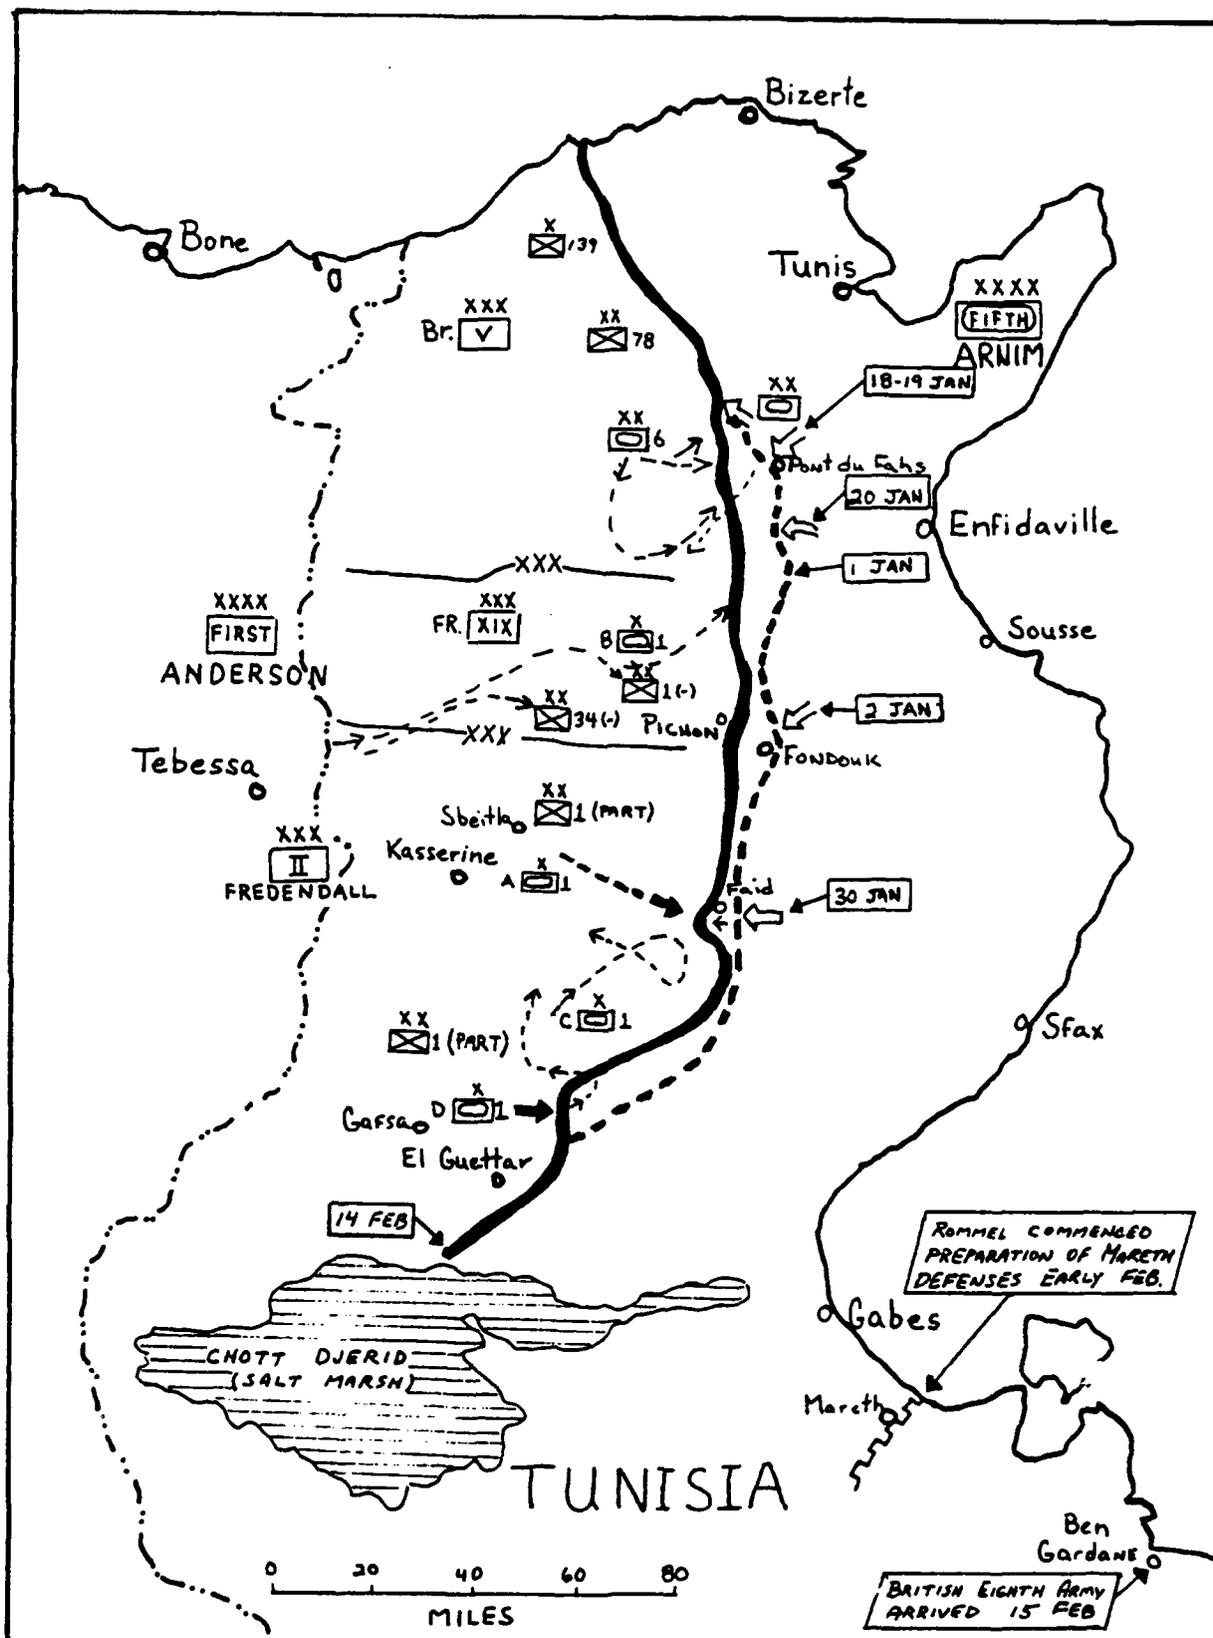 Bizerte
Bone
X
139
Tunis
XXXX
FIFTH
ARNIM
XXX
Br. V
XX
78
18-19 JAN
XX
XX
6
Pont du Fahs
20 JAN
Enfidaville
XXX
1 JAN
XXXX
FIRST
ANDERSON
XXX
FR. XIX
X
B 1
Sousse
XX
1(-)
XX
34(-)
PICHON
2 JAN
XXX
FONDOUK
Tebessa
XX
1 (PART)
Sbeitla
XXX
II
FREDENDALL
Kasserine
X
A 1
Faid
30 JAN
X
C 1
Sfax
XX
1 (PART)
X
D 1
Gafsa
El Guettar
14 FEB
ROMMEL COMMENCED
PREPARATION OF MARETH
DEFENSES EARLY FEB.
Gabes
CHOTT DJERID
(SALT MARSH)
Mareth
TUNISIA
Ben
Gardane
0 20 40 60 80
MILES
BRITISH EIGHTH ARMY
ARRIVED 15 FEB